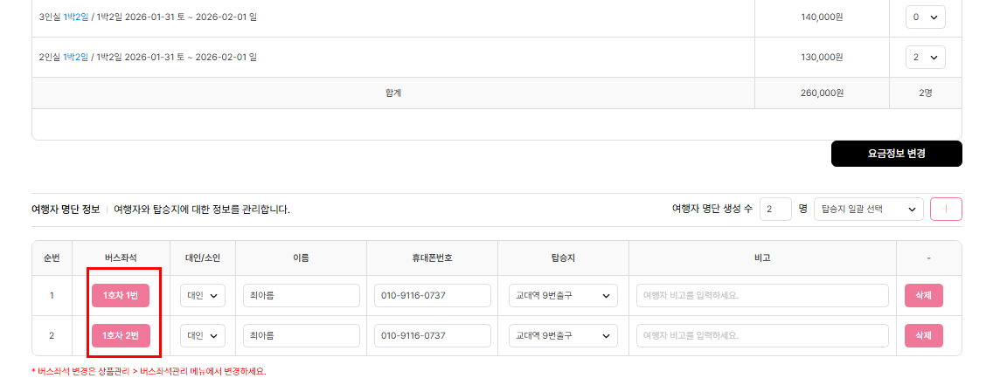 3인실 1박2일 / 1박2일 2026-01-31 토 ~ 2026-02-01 일 140,000원 0
2인실 1박2일 / 1박2일 2026-01-31 토 ~ 2026-02-01 일 130,000원 2
합계 260,000원 2명
요금정보 변경
여행자 명단 정보 | 여행자와 탑승지에 대한 정보를 관리합니다. 여행자 명단 생성 수 2 명 탑승지 일괄 선택 +
순번 버스좌석 대인/소인 이름 휴대폰번호 탑승지 비고 -
1 1호차 1번 대인 최아름 010-9116-0737 교대역 9번출구 여행자 비고를 입력하세요. 삭제
2 1호차 2번 대인 최아름 010-9116-0737 교대역 9번출구 여행자 비고를 입력하세요. 삭제
* 버스좌석 변경은 상품관리 > 버스좌석관리 메뉴에서 변경하세요.